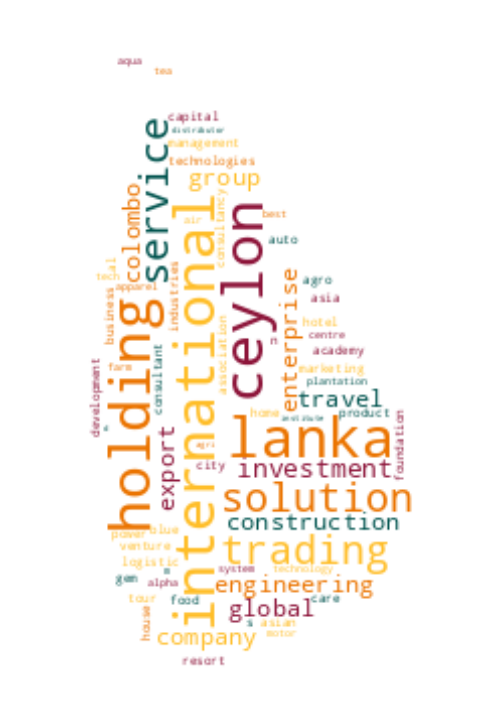 aqua
tea
capital
distributor
service
management
technologies
group
colombo
consultancy
international
ceylon
best
air
auto
al
tech
apparel
industries
enterprise
agro
asia
business
holding
association
hotel
centre
n
academy
consultant
development
farm
marketing
plantation
travel
home
product
institute
foundation
e
lanka
export
agri
city
investment
solution
construction
power
blue
venture
trading
logistic
m
system
technology
gem
alpha
engineering
tour
food
care
house
global
s
asian
company
motor
resort